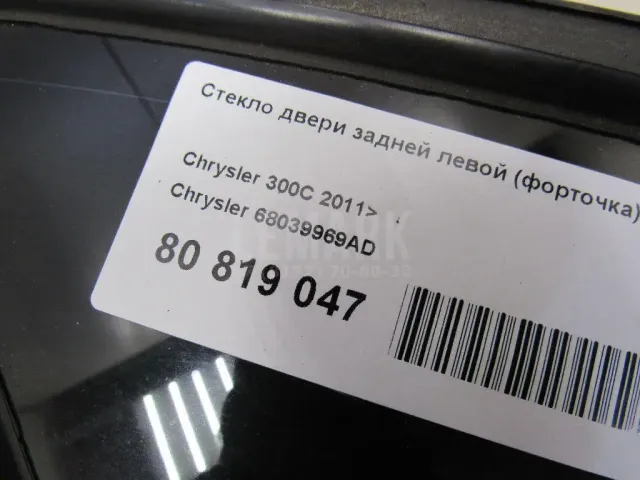 Стекло двери задней левой (форточка)
Chrysler 300C 2011>
Chrysler 68039969AD
80 819 047